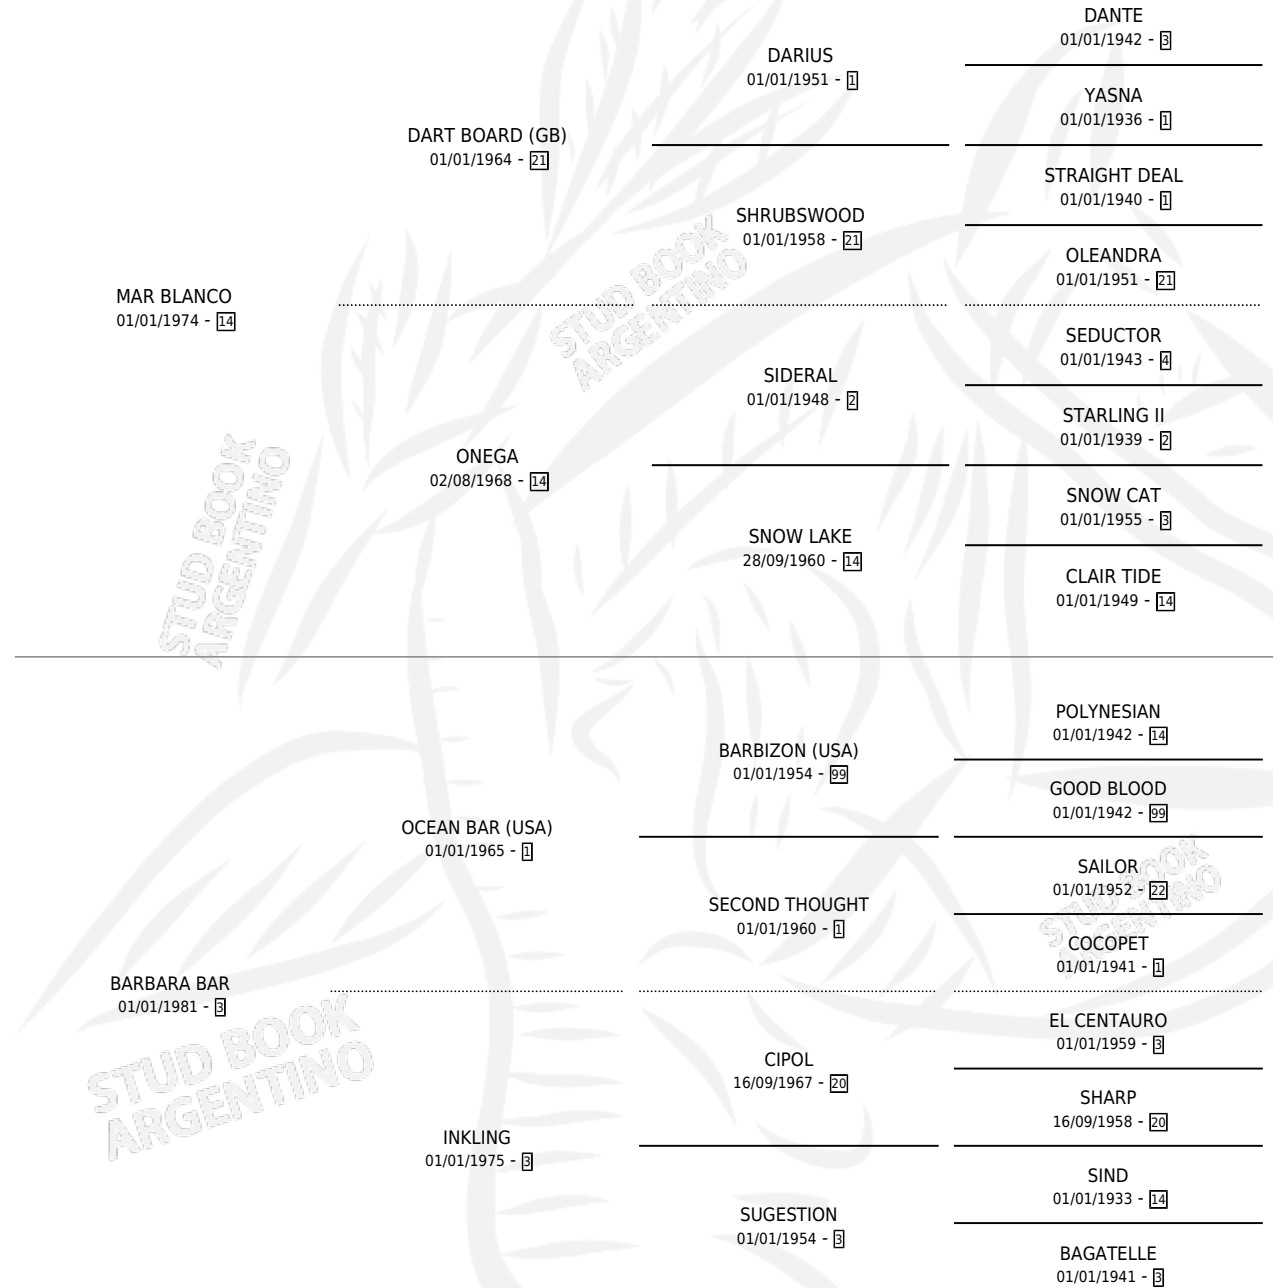 DANTE
01/01/1942 - 3
DARIUS
01/01/1951 - 1
YASNA
01/01/1936 - 1
DART BOARD (GB)
01/01/1964 - 21
STRAIGHT DEAL
01/01/1940 - 1
SHRUBSWOOD
01/01/1958 - 21
OLEANDRA
01/01/1951 - 21
MAR BLANCO
01/01/1974 - 14
STUD BOOK
ARGENTINO
SEDUCTOR
01/01/1943 - 4
SIDERAL
01/01/1948 - 2
STARLING II
01/01/1939 - 2
ONEGA
02/08/1968 - 14
SNOW CAT
01/01/1955 - 3
SNOW LAKE
28/09/1960 - 14
CLAIR TIDE
01/01/1949 - 14
STUD BOOK
ARGENTINO
POLYNESIAN
01/01/1942 - 14
BARBIZON (USA)
01/01/1954 - 99
GOOD BLOOD
01/01/1942 - 99
OCEAN BAR (USA)
01/01/1965 - 1
SAILOR
01/01/1952 - 22
SECOND THOUGHT
01/01/1960 - 1
COCOPET
01/01/1941 - 1
STUD BOOK
ARGENTINO
BARBARA BAR
01/01/1981 - 3
EL CENTAURO
01/01/1959 - 3
CIPOL
16/09/1967 - 20
SHARP
16/09/1958 - 20
STUD BOOK
ARGENTINO
INKLING
01/01/1975 - 3
SIND
01/01/1933 - 14
SUGESTION
01/01/1954 - 3
BAGATELLE
01/01/1941 - 3